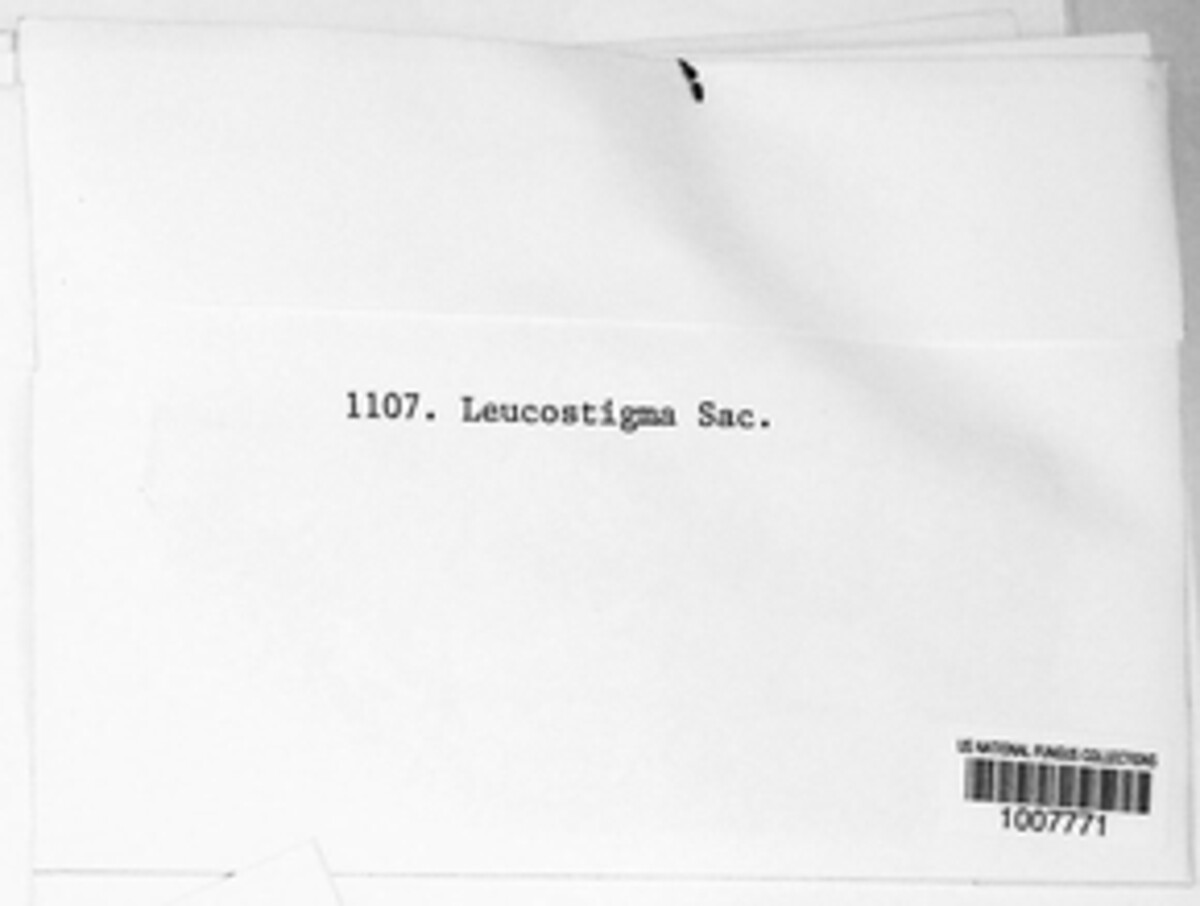 1107. Leucostigma Sac.
US NATIONAL FUNGUS COLLECTIONS
1007771